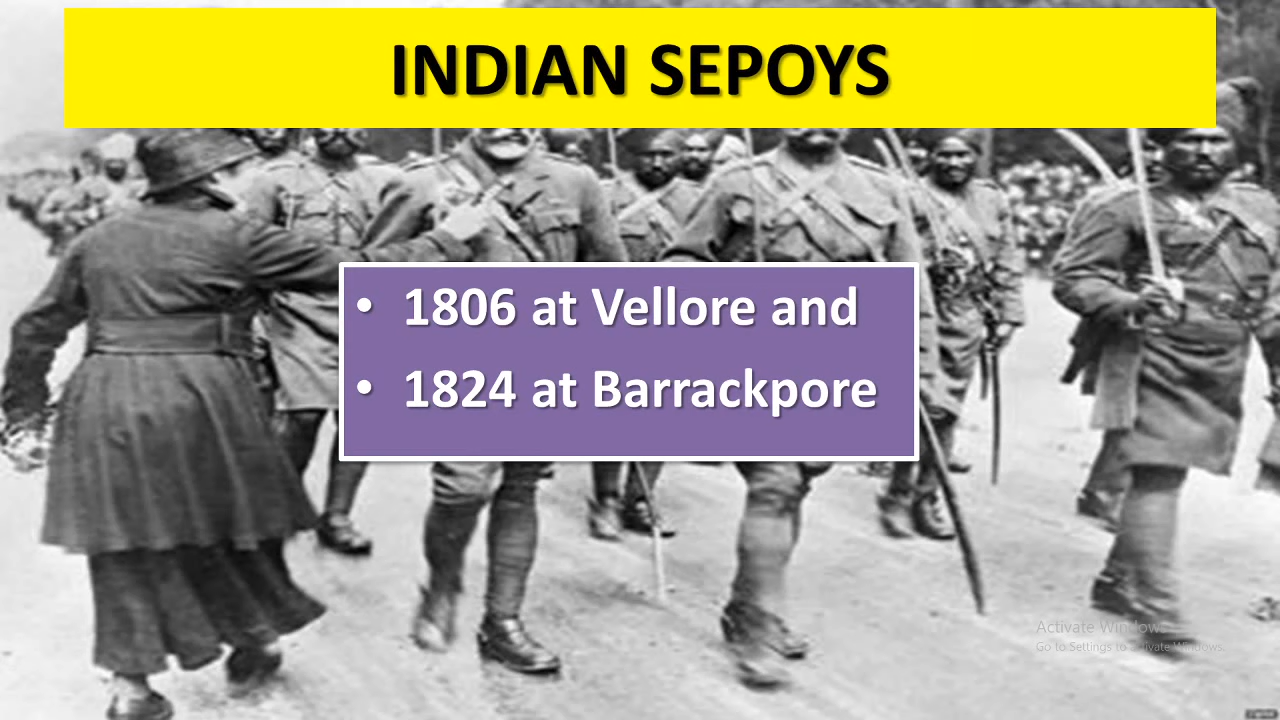 INDIAN SEPOYS
• 1806 at Vellore and
• 1824 at Barrackpore
Activate Windows
Go to Settings to activate Windows.